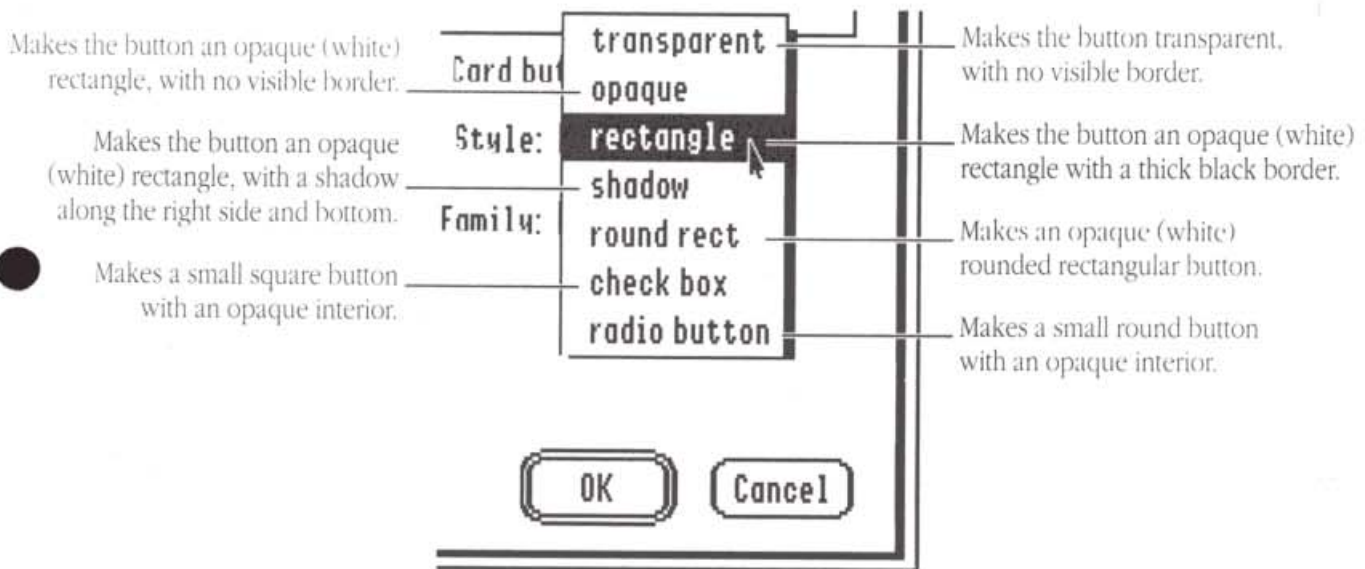 Makes the button an opaque (white)
rectangle, with no visible border.
Makes the button an opaque
(white) rectangle, with a shadow
along the right side and bottom.
Makes a small square button
with an opaque interior.
Card but
Style:
Family:
transparent
opaque
rectangle
shadow
round rect
check box
radio button
OK
Cancel
Makes the button transparent,
with no visible border.
Makes the button an opaque (white)
rectangle with a thick black border.
Makes an opaque (white)
rounded rectangular button.
Makes a small round button
with an opaque interior.